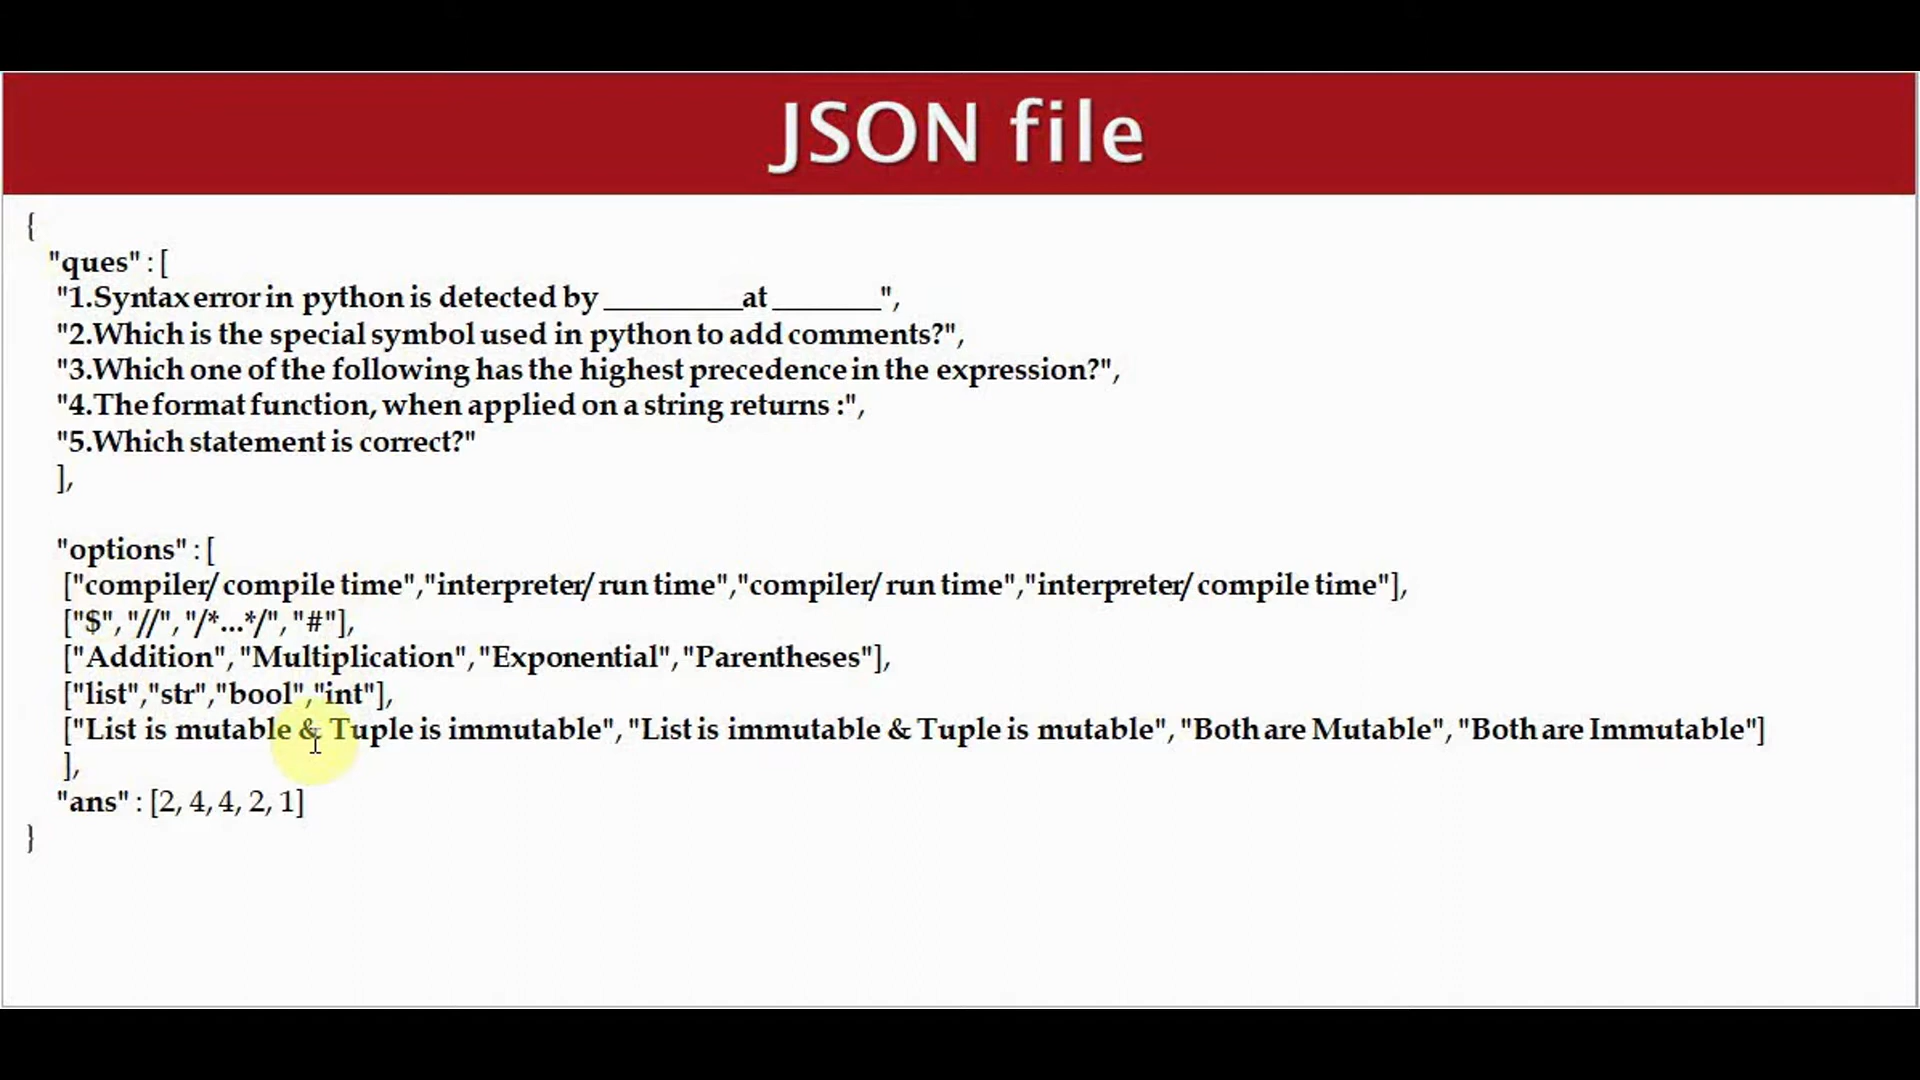 JSON file
{
"ques" : [
"1.Syntax error in python is detected by _________at _______",
"2.Which is the special symbol used in python to add comments?",
"3.Which one of the following has the highest precedence in the expression?",
"4.The format function, when applied on a string returns :",
"5.Which statement is correct?"
],
"options" : [
["compiler/ compile time","interpreter/ run time","compiler/ run time","interpreter/ compile time"],
["$", "//", "/*...*/", "#"],
["Addition", "Multiplication", "Exponential", "Parentheses"],
["list","str","bool","int"],
["List is mutable & Tuple is immutable", "List is immutable & Tuple is mutable", "Both are Mutable", "Both are Immutable"]
],
"ans" : [2, 4, 4, 2, 1]
}